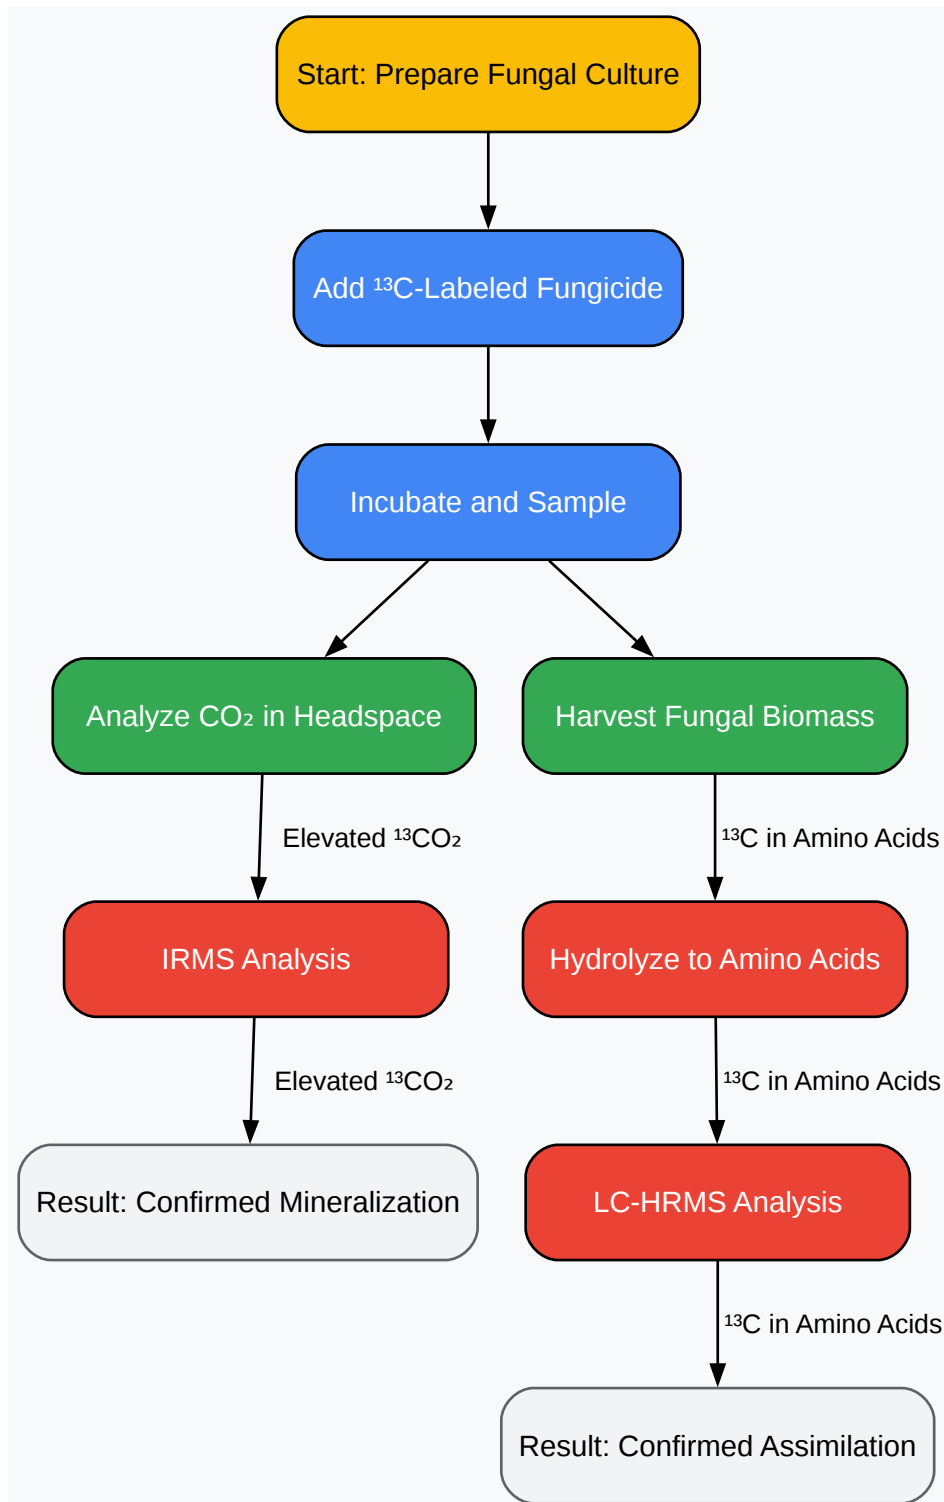 Start: Prepare Fungal Culture
Add ¹³C-Labeled Fungicide
Incubate and Sample
Analyze CO₂ in Headspace
Harvest Fungal Biomass
Elevated ¹³CO₂
¹³C in Amino Acids
IRMS Analysis
Hydrolyze to Amino Acids
Elevated ¹³CO₂
¹³C in Amino Acids
Result: Confirmed Mineralization
LC-HRMS Analysis
¹³C in Amino Acids
Result: Confirmed Assimilation